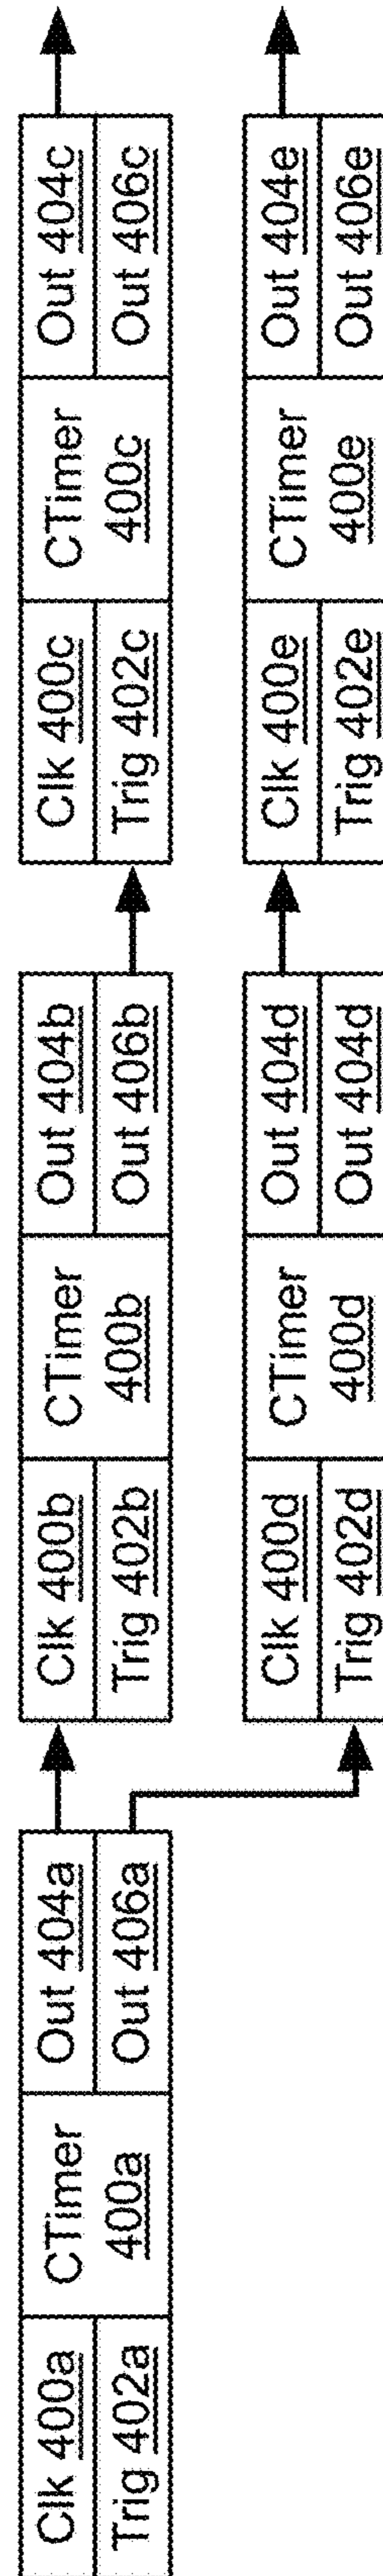 Clk 400a
Trig 402a
CTimer
400a
Out 404a
Out 406a
Clk 400b
Trig 402b
CTimer
400b
Out 404b
Out 406b
Clk 400c
Trig 402c
CTimer
400c
Out 404c
Out 406c
Clk 400d
Trig 402d
CTimer
400d
Out 404d
Out 404d
Clk 400e
Trig 402e
CTimer
400e
Out 404e
Out 406e